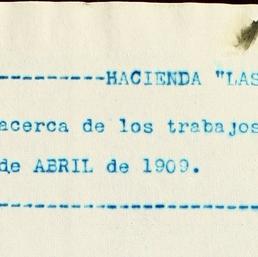 ----------HACIENDA "LAS
acerca de los trabajos
de ABRIL de 1909.
------------------------